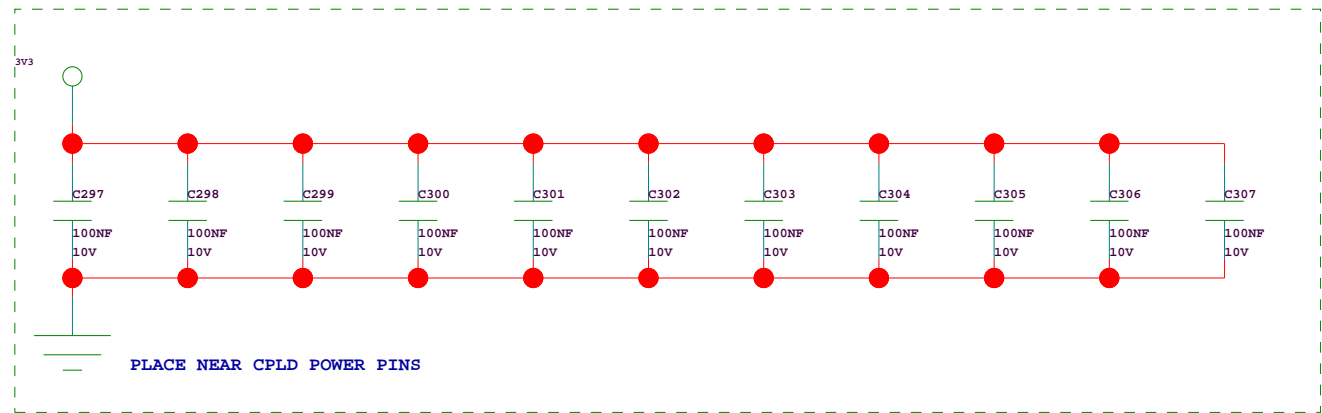 3V3
C297 C298 C299 C300 C301 C302 C303 C304 C305 C306 C307
100NF 100NF 100NF 100NF 100NF 100NF 100NF 100NF 100NF 100NF 100NF
10V 10V 10V 10V 10V 10V 10V 10V 10V 10V 10V
PLACE NEAR CPLD POWER PINS